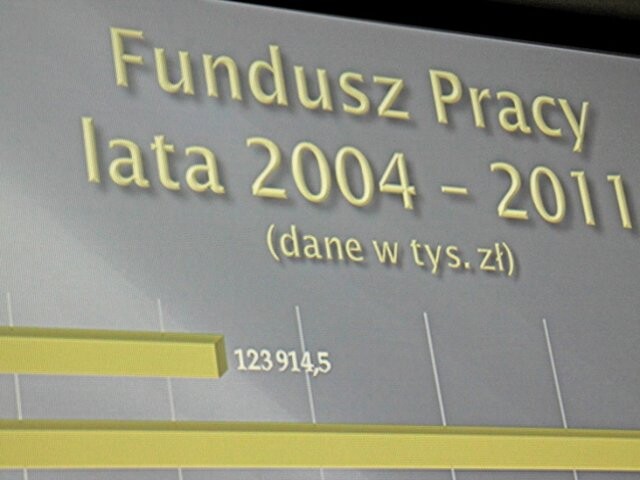 Fundusz Pracy
lata 2004 – 2011
(dane w tys. zł)
123 914,5